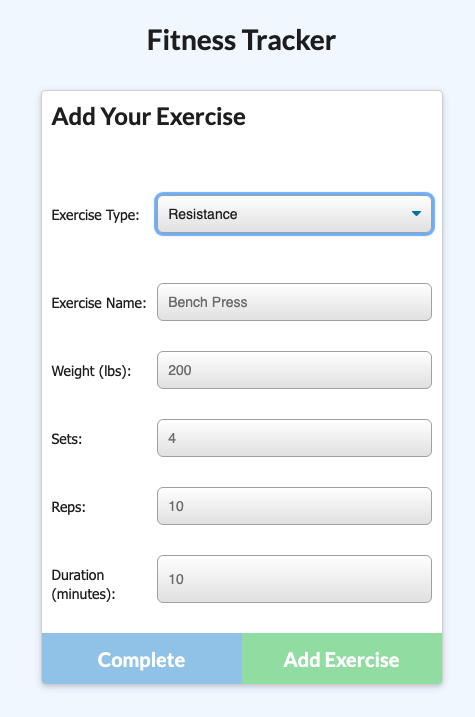 Fitness Tracker
Add Your Exercise
Exercise Type: Resistance
Exercise Name: Bench Press
Weight (lbs): 200
Sets: 4
Reps: 10
Duration
(minutes): 10
Complete Add Exercise